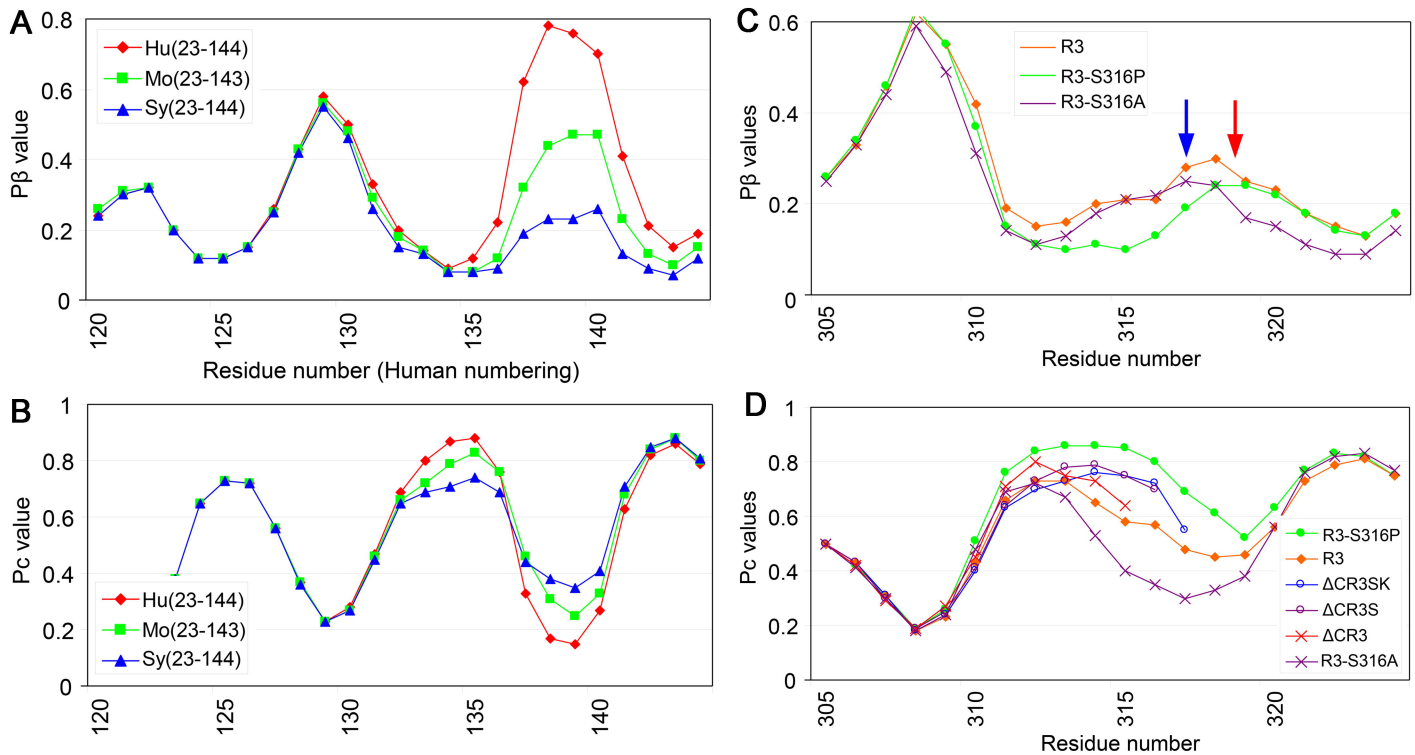 A
0.8
0.6
0.4
0.2
0
Pβ value
Hu(23-144)
Mo(23-143)
Sy(23-144)
120
125
130
135
140
Residue number (Human numbering)
B
1
0.8
0.6
0.4
0.2
0
Pc value
Hu(23-144)
Mo(23-143)
Sy(23-144)
120
125
130
135
140
C
0.6
0.4
0.2
0
Pβ values
R3
R3-S316P
R3-S316A
305
310
315
320
Residue number
D
1
0.8
0.6
0.4
0.2
0
Pc values
R3-S316P
R3
ΔCR3SK
ΔCR3S
ΔCR3
R3-S316A
305
310
315
320
Residue number